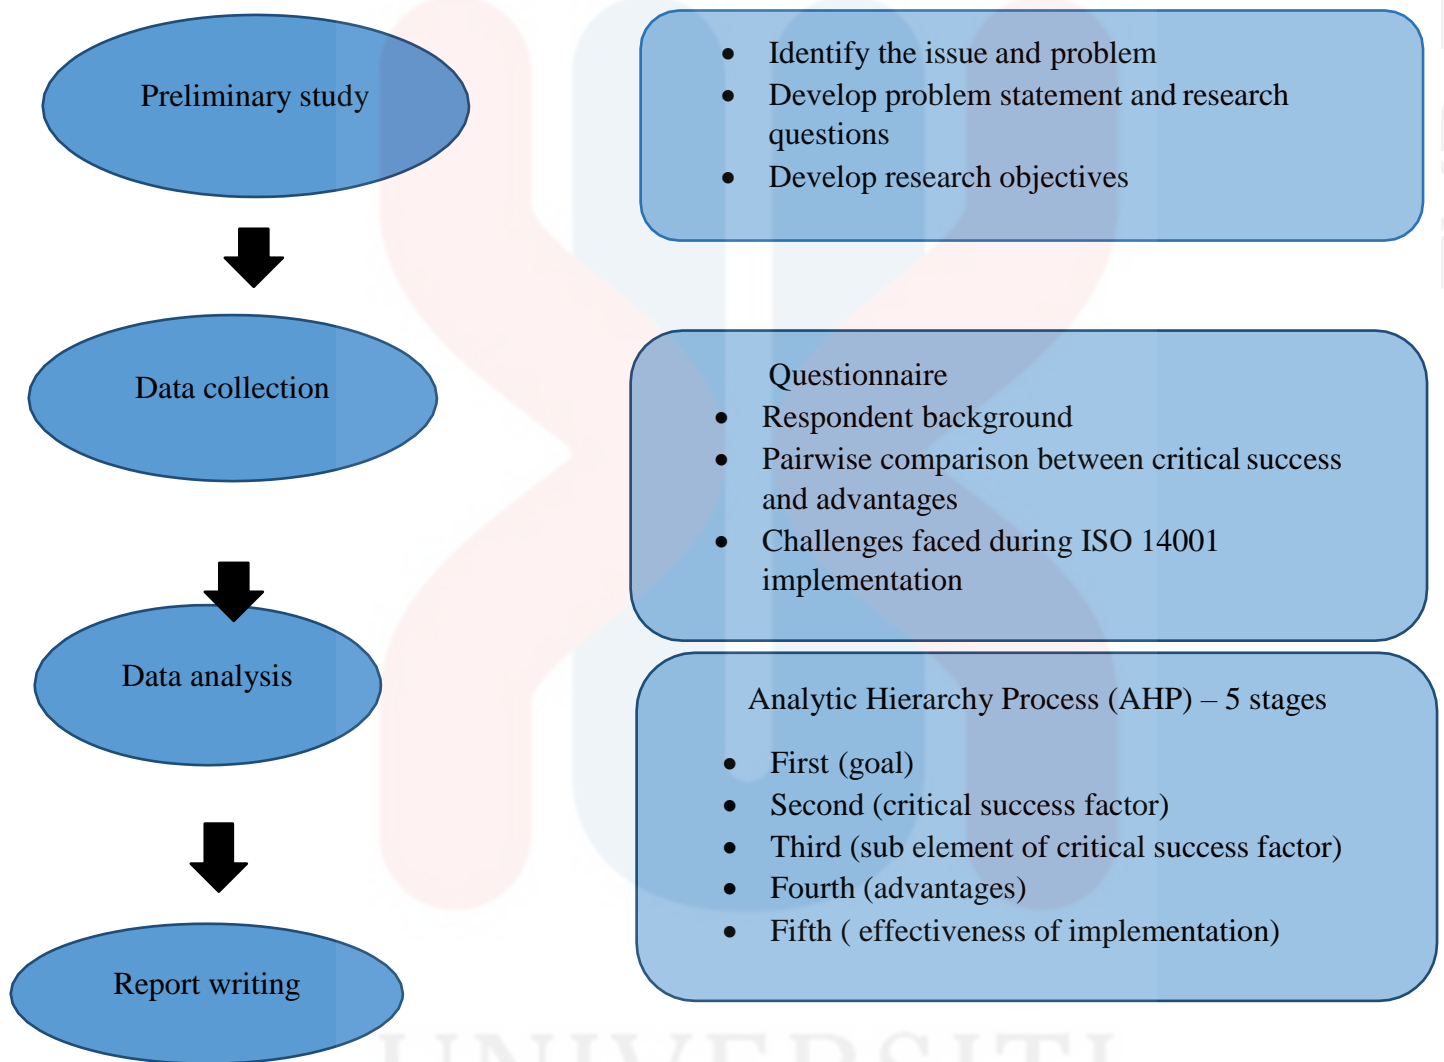 Preliminary study
• Identify the issue and problem
• Develop problem statement and research
questions
• Develop research objectives
Data collection
Questionnaire
• Respondent background
• Pairwise comparison between critical success
and advantages
• Challenges faced during ISO 14001
implementation
Data analysis
Analytic Hierarchy Process (AHP) – 5 stages
• First (goal)
• Second (critical success factor)
• Third (sub element of critical success factor)
• Fourth (advantages)
• Fifth ( effectiveness of implementation)
Report writing
UNIVERSITI